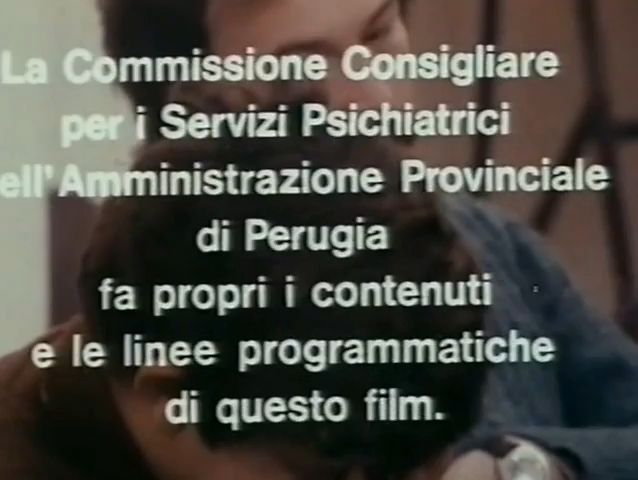 La Commissione Consigliare
per i Servizi Psichiatrici
ell'Amministrazione Provinciale
di Perugia
fa propri i contenuti
e le linee programmatiche
di questo film.